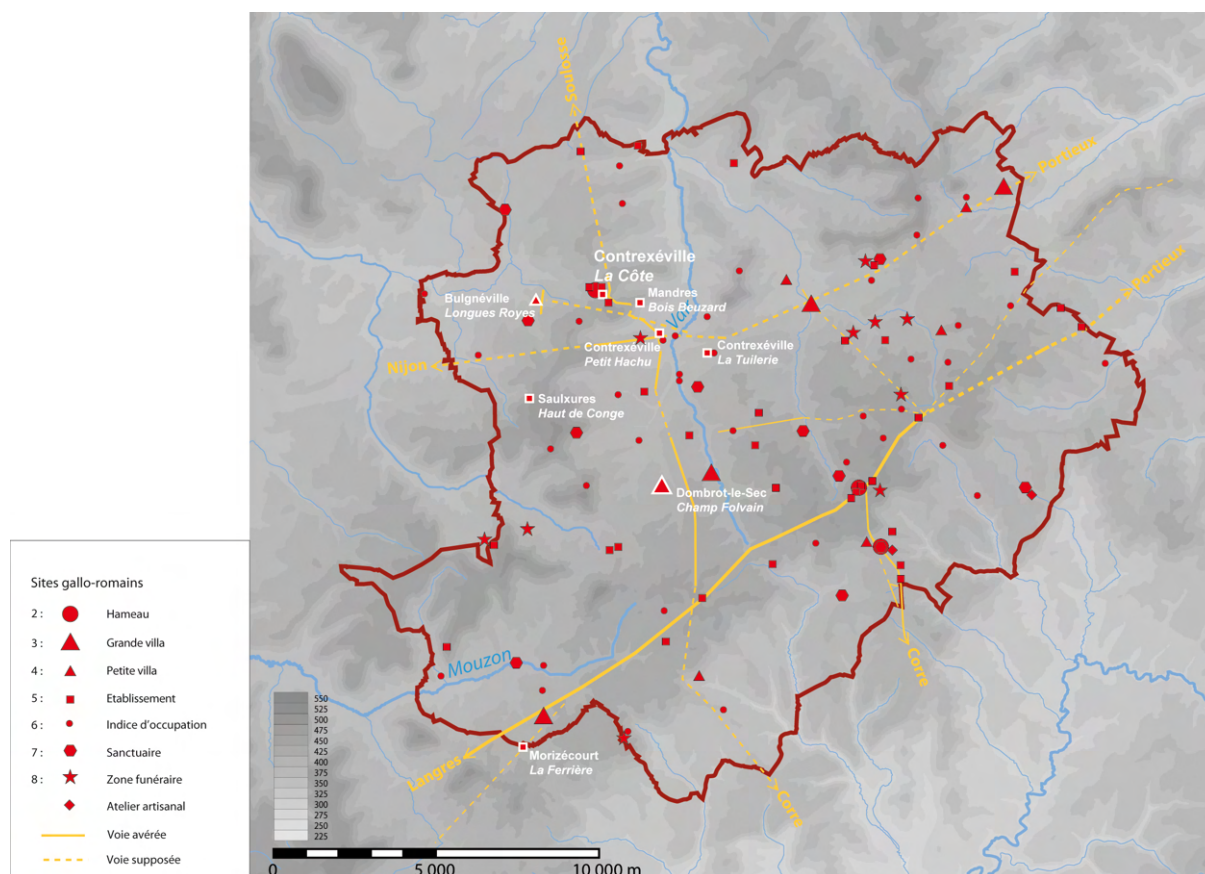 Soulosse
Portieux
Portieux
Contrexéville
La Côte
Mandres
Bois Beuzard
Bulgnéville
Longues Royes
Vair
Contrexéville
Petit Hachu
Contrexéville
La Tuilerie
Nijon
Saulxures
Haut de Conge
Dombrot-le-Sec
Champ Folvain
Mouzon
Corre
Langres
Morizécourt
La Ferrière
Corre
Sites gallo-romains
2 : Hameau
3 : Grande villa
4 : Petite villa
5 : Etablissement
6 : Indice d'occupation
7 : Sanctuaire
8 : Zone funéraire
Atelier artisanal
Voie avérée
Voie supposée
550
525
500
475
450
425
400
375
350
325
300
275
250
225
0 5 000 10 000 m